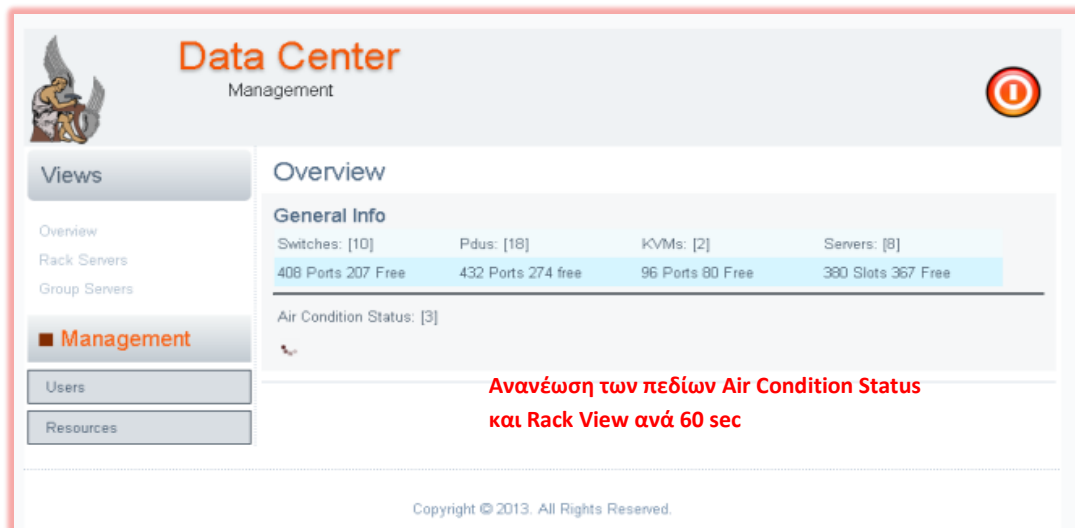 Data Center
Management
Views
Overview
Rack Servers
Group Servers
Management
Users
Resources
Overview
General Info
Switches: [10] Pdus: [18] KVMs: [2] Servers: [8]
408 Ports 207 Free 432 Ports 274 free 96 Ports 80 Free 380 Slots 367 Free
Air Condition Status: [3]
Ανανέωση των πεδίων Air Condition Status
και Rack View ανά 60 sec
Copyright © 2013. All Rights Reserved.